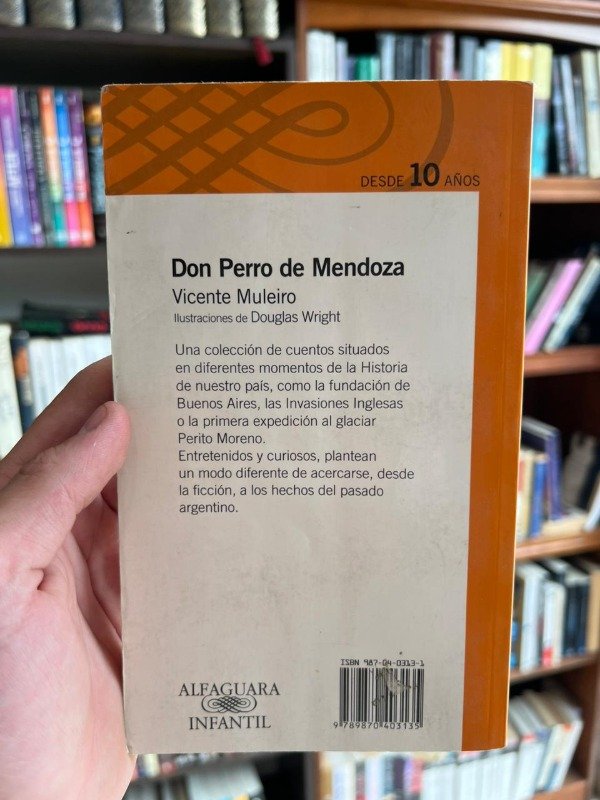 DESDE 10 AÑOS
Don Perro de Mendoza
Vicente Muleiro
Ilustraciones de Douglas Wright
Una colección de cuentos situados
en diferentes momentos de la Historia
de nuestro país, como la fundación de
Buenos Aires, las Invasiones Inglesas
o la primera expedición al glaciar
Perito Moreno.
Entretenidos y curiosos, plantean
un modo diferente de acercarse, desde
la ficción, a los hechos del pasado
argentino.
ISBN 987-04-0313-1
ALFAGUARA
INFANTIL
9 789870 403135